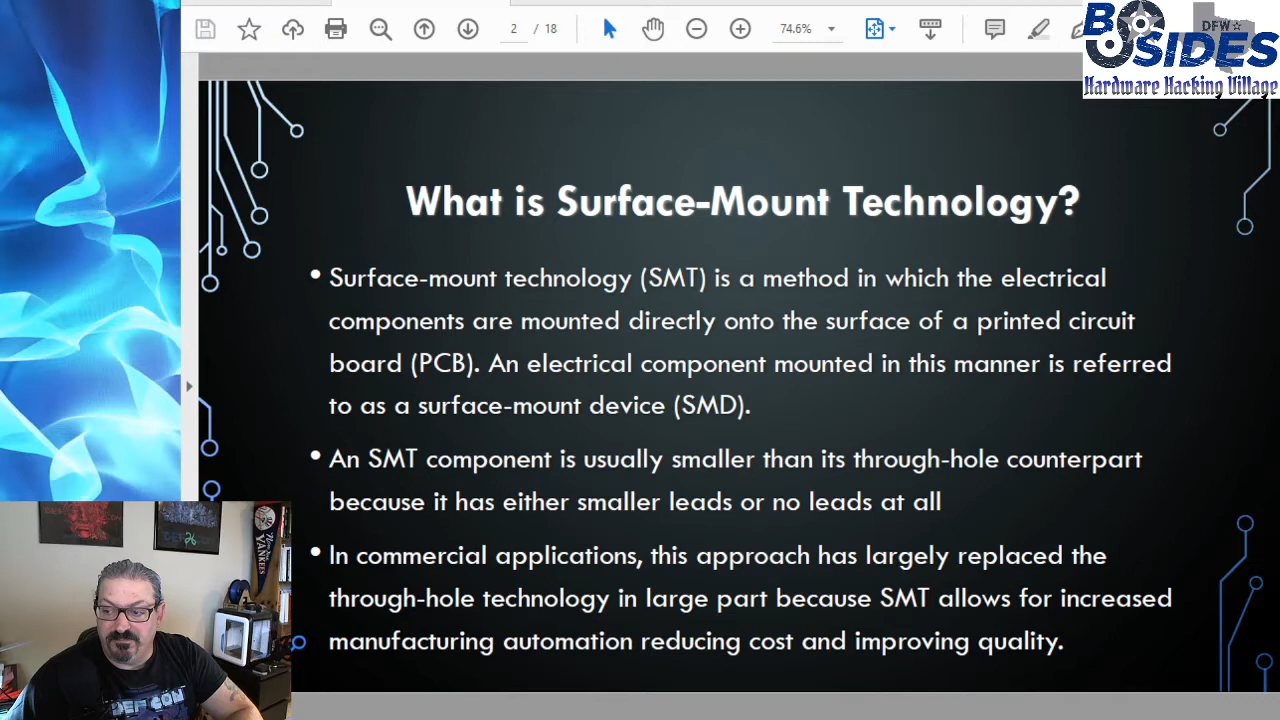 2 / 18
74.6%
B SIDES
DFW
Hardware Hacking Village
What is Surface-Mount Technology?
• Surface-mount technology (SMT) is a method in which the electrical
components are mounted directly onto the surface of a printed circuit
board (PCB). An electrical component mounted in this manner is referred
to as a surface-mount device (SMD).
• An SMT component is usually smaller than its through-hole counterpart
because it has either smaller leads or no leads at all
• In commercial applications, this approach has largely replaced the
through-hole technology in large part because SMT allows for increased
manufacturing automation reducing cost and improving quality.
26
YANKEES
DEF CON